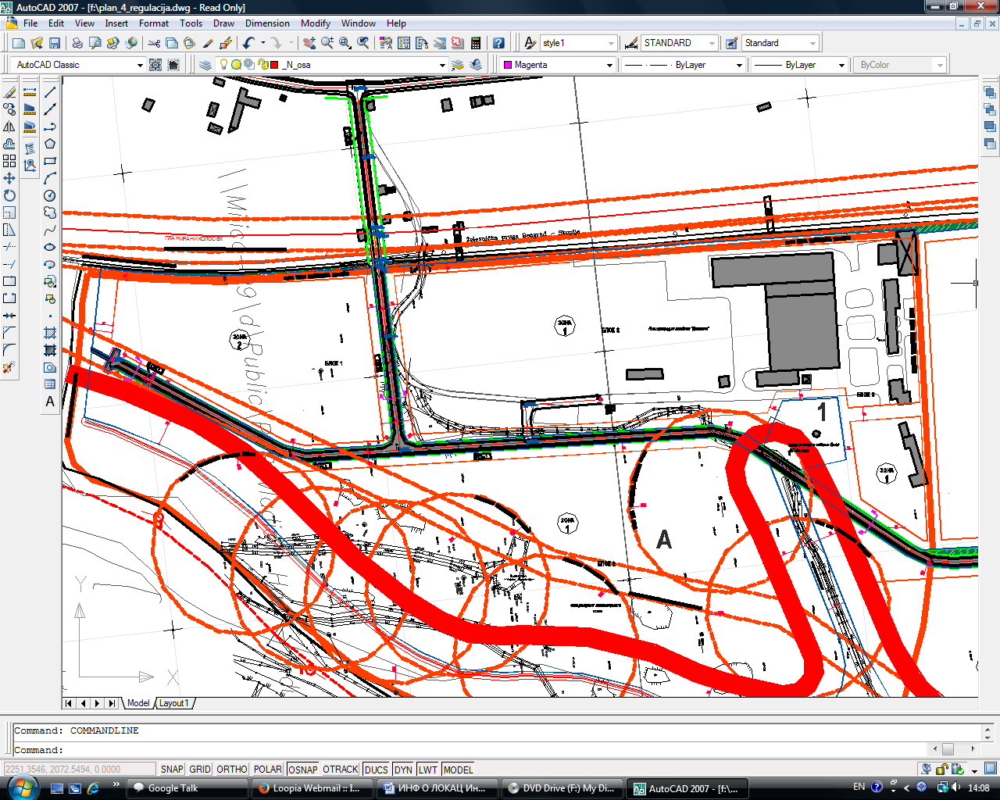 AutoCAD 2007 - [f:\plan_4_regulacija.dwg - Read Only]
File Edit View Insert Format Tools Draw Dimension Modify Window Help
style1 STANDARD Standard
AutoCAD Classic _N_osa Magenta ByLayer ByLayer ByColor
Zeleznicka pruga Beograd - Skoplje
ЗОНА
1
БЛОК 2
ЗОНА
2
БЛОК 1
1
ЗОНА
1
ЗОНА
1
A
БЛОК 2
Y
X
Model Layout1
Command: COMMANDLINE
Command:
2251.3546, 2072.5494, 0.0000 SNAP GRID ORTHO POLAR OSNAP OTRACK DUCS DYN LWT MODEL
Google Talk Loopia Webmail :: I... ИНФ О ЛОКАЦ Ин... DVD Drive (F:) My Di... AutoCAD 2007 - [f:\... EN 14:08